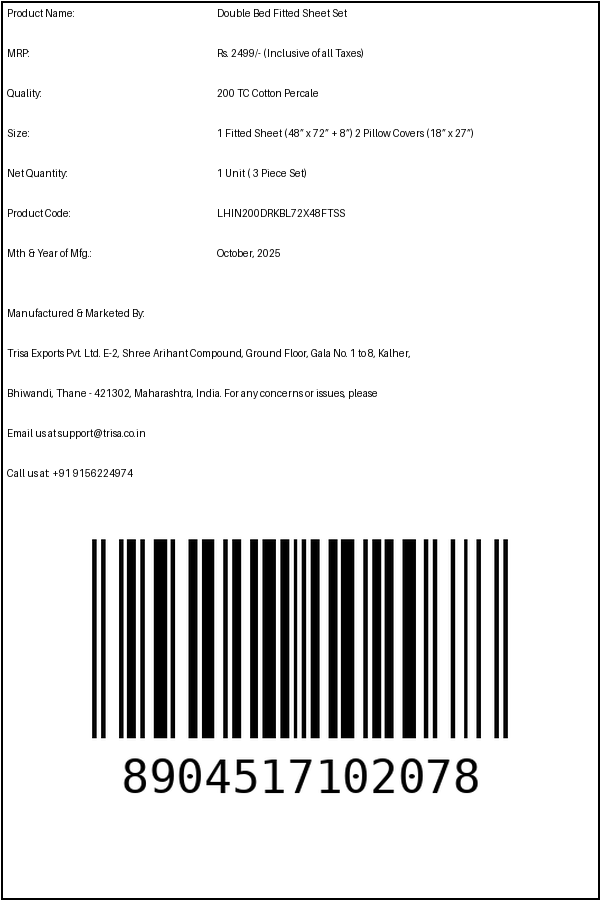 Product Name: Double Bed Fitted Sheet Set
MRP: Rs. 2499/- (Inclusive of all Taxes)
Quality: 200 TC Cotton Percale
Size: 1 Fitted Sheet (48” x 72” + 8”) 2 Pillow Covers (18” x 27”)
Net Quantity: 1 Unit ( 3 Piece Set)
Product Code: LHIN200DRKBL72X48FTSS
Mth & Year of Mfg.: October, 2025
Manufactured & Marketed By:
Trisa Exports Pvt. Ltd. E-2, Shree Arihant Compound, Ground Floor, Gala No. 1 to 8, Kalher,
Bhiwandi, Thane - 421302, Maharashtra, India. For any concerns or issues, please
Email us at support@trisa.co.in
Call us at: +91 9156224974
8904517102078